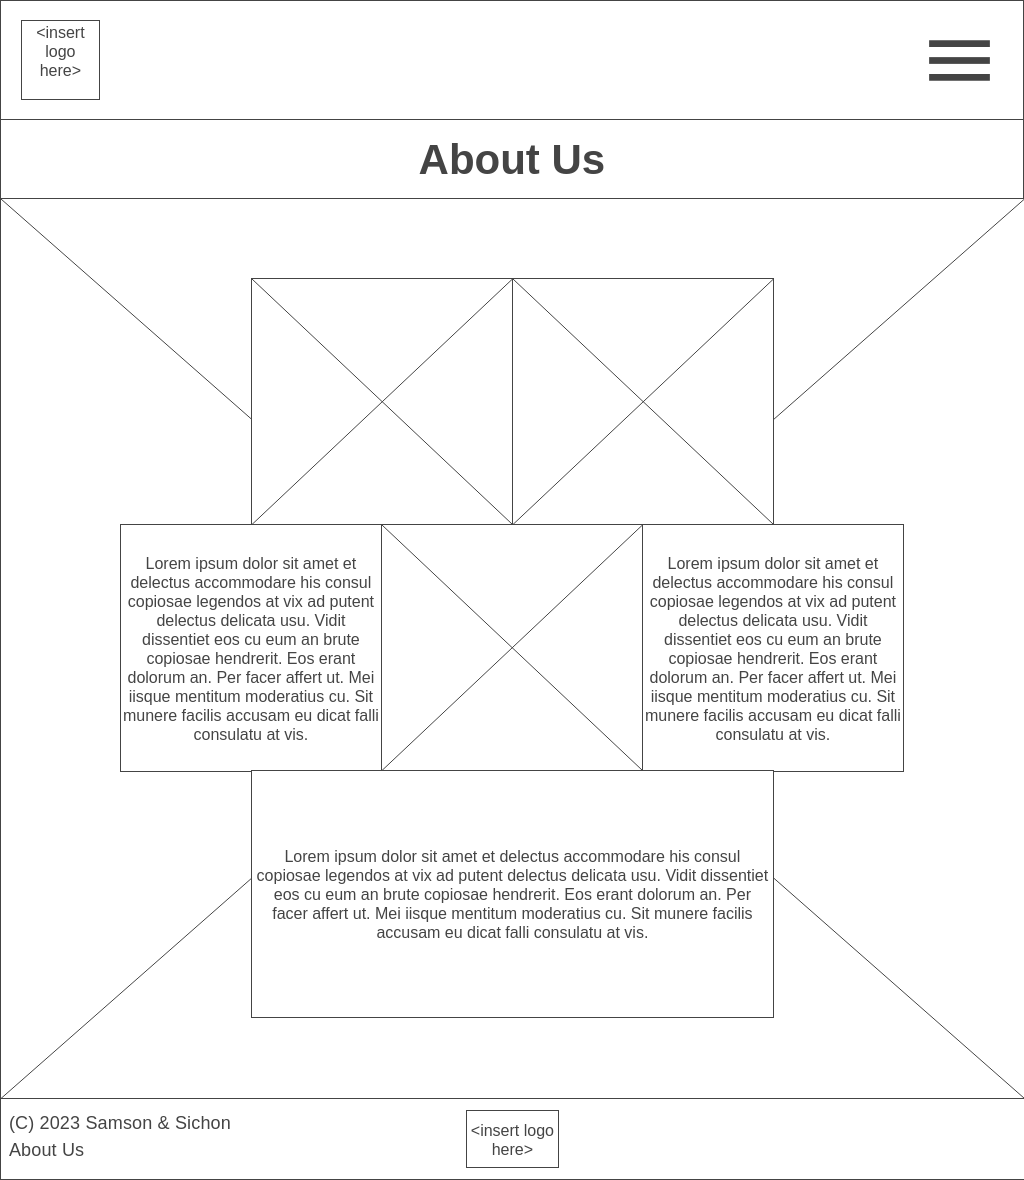 <insert
logo
here>
About Us
Lorem ipsum dolor sit amet et
delectus accommodare his consul
copiosae legendos at vix ad putent
delectus delicata usu. Vidit
dissentiet eos cu eum an brute
copiosae hendrerit. Eos erant
dolorum an. Per facer affert ut. Mei
iisque mentitum moderatius cu. Sit
munere facilis accusam eu dicat falli
consulatu at vis.
Lorem ipsum dolor sit amet et
delectus accommodare his consul
copiosae legendos at vix ad putent
delectus delicata usu. Vidit
dissentiet eos cu eum an brute
copiosae hendrerit. Eos erant
dolorum an. Per facer affert ut. Mei
iisque mentitum moderatius cu. Sit
munere facilis accusam eu dicat falli
consulatu at vis.
Lorem ipsum dolor sit amet et delectus accommodare his consul
copiosae legendos at vix ad putent delectus delicata usu. Vidit dissentiet
eos cu eum an brute copiosae hendrerit. Eos erant dolorum an. Per
facer affert ut. Mei iisque mentitum moderatius cu. Sit munere facilis
accusam eu dicat falli consulatu at vis.
(C) 2023 Samson & Sichon
About Us
<insert logo
here>